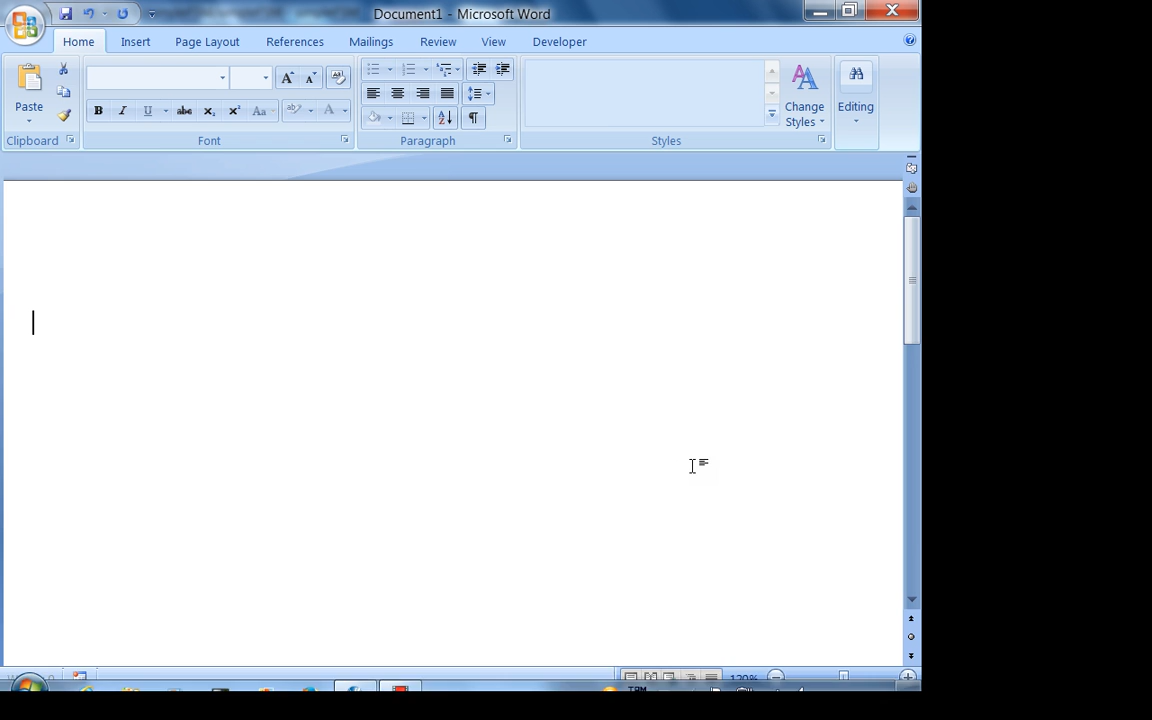 Document1 - Microsoft Word
Home Insert Page Layout References Mailings Review View Developer
Paste
Change Styles
Editing
Clipboard Font Paragraph Styles
120%